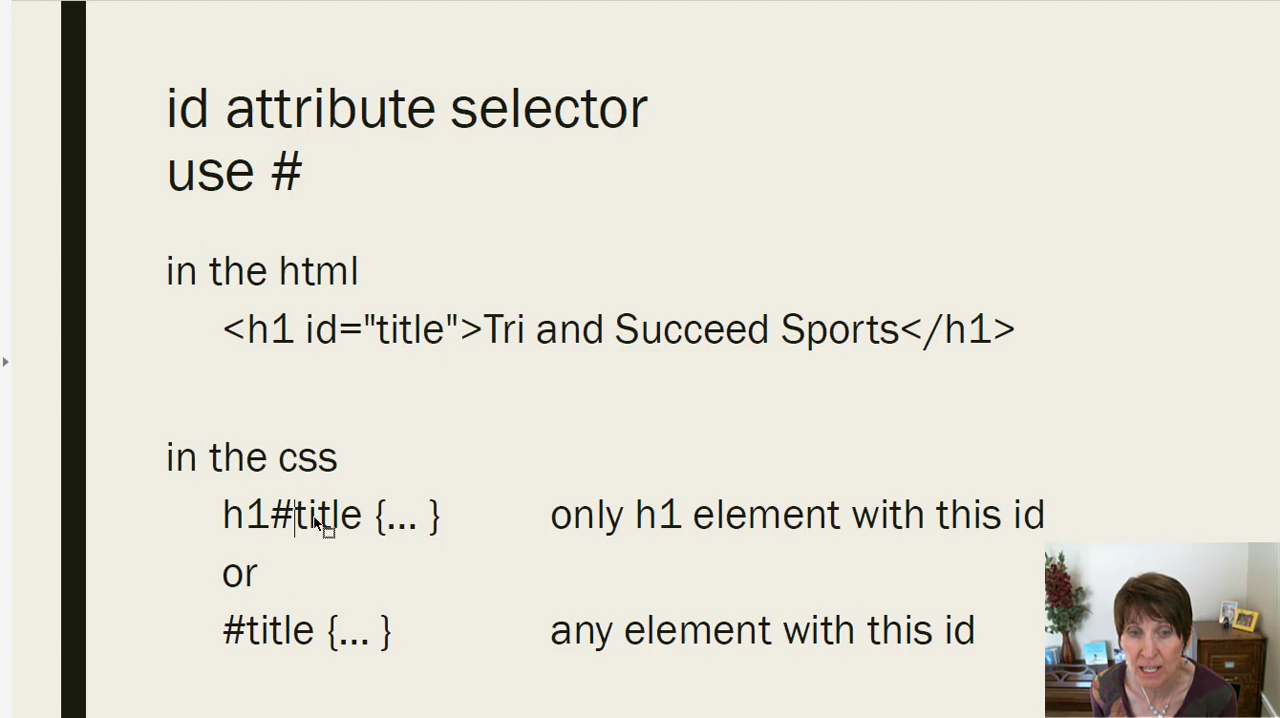 id attribute selector
use #
in the html
<h1 id="title">Tri and Succeed Sports</h1>
in the css
h1#title {... } only h1 element with this id
or
#title {... } any element with this id